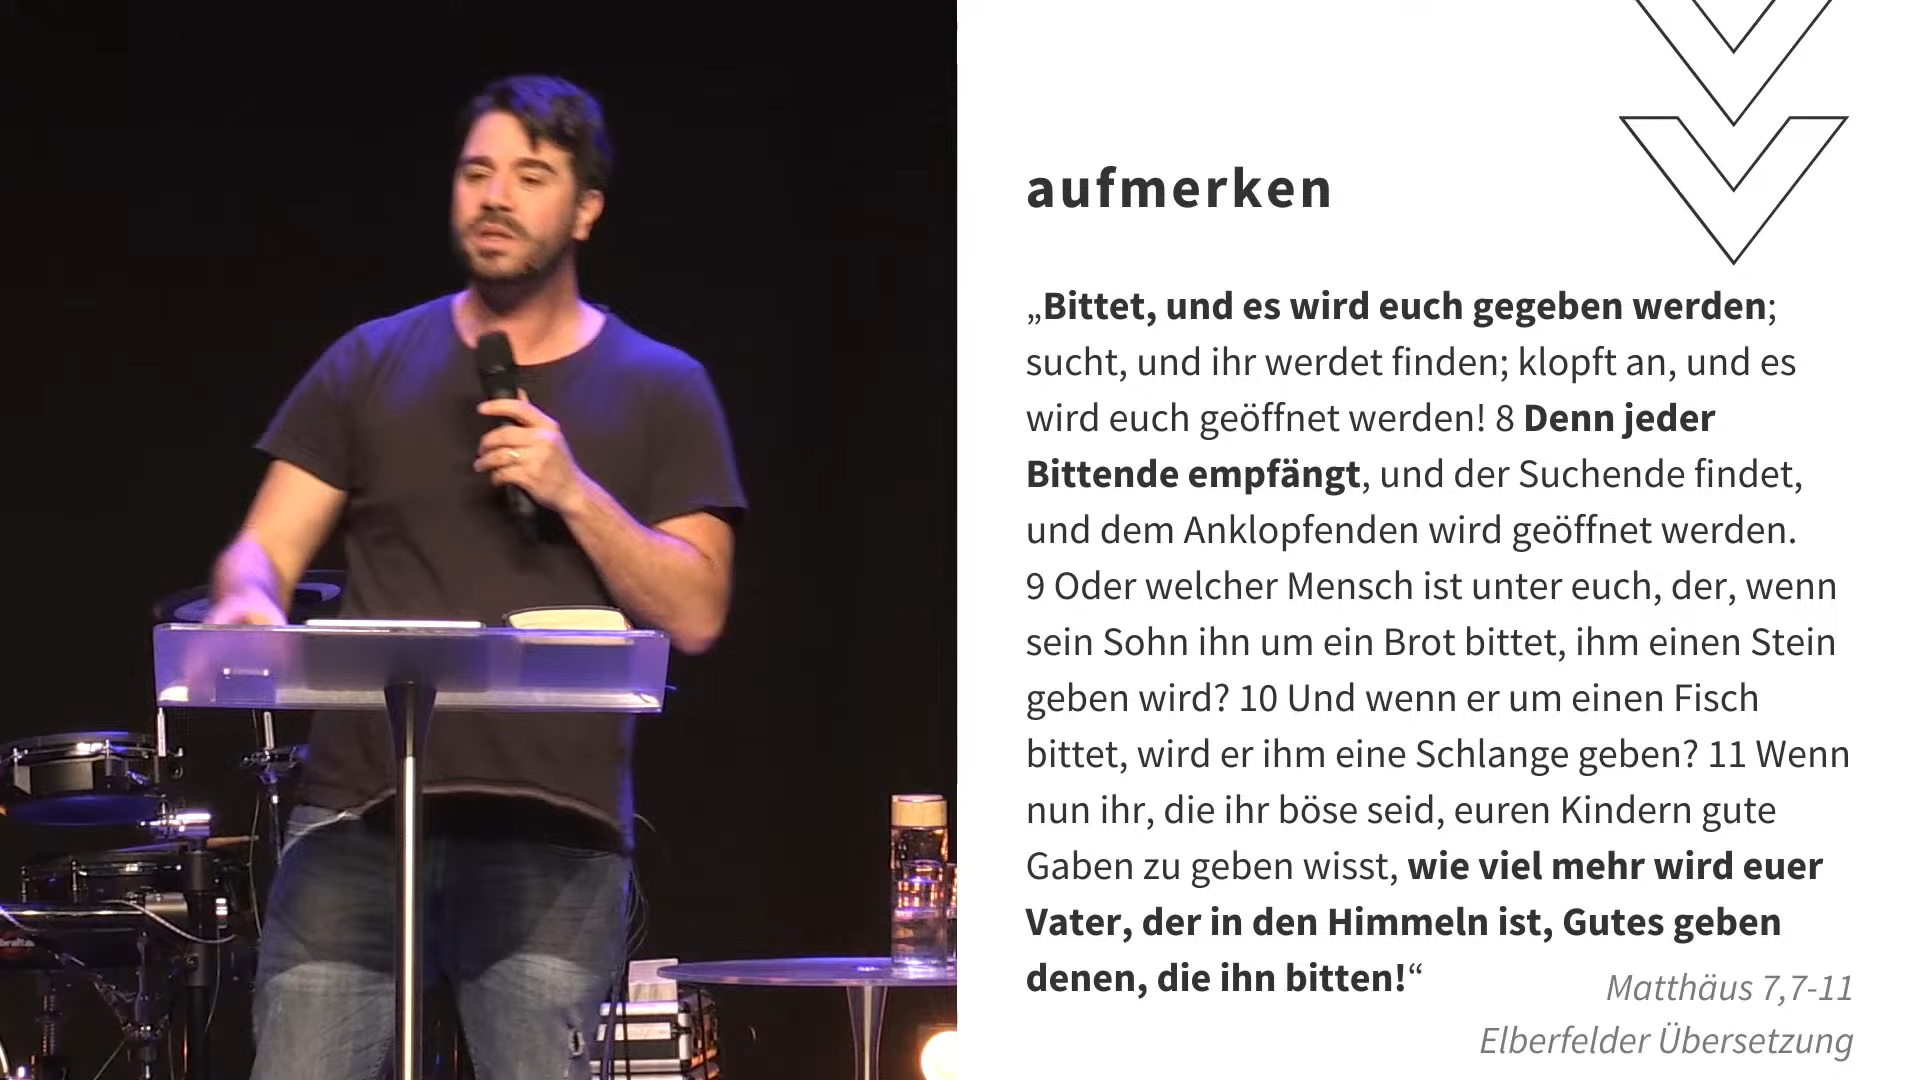 aufmerken
„Bittet, und es wird euch gegeben werden;
sucht, und ihr werdet finden; klopft an, und es
wird euch geöffnet werden! 8 Denn jeder
Bittende empfängt, und der Suchende findet,
und dem Anklopfenden wird geöffnet werden.
9 Oder welcher Mensch ist unter euch, der, wenn
sein Sohn ihn um ein Brot bittet, ihm einen Stein
geben wird? 10 Und wenn er um einen Fisch
bittet, wird er ihm eine Schlange geben? 11 Wenn
nun ihr, die ihr böse seid, euren Kindern gute
Gaben zu geben wisst, wie viel mehr wird euer
Vater, der in den Himmeln ist, Gutes geben
denen, die ihn bitten!“
Matthäus 7,7-11
Elberfelder Übersetzung